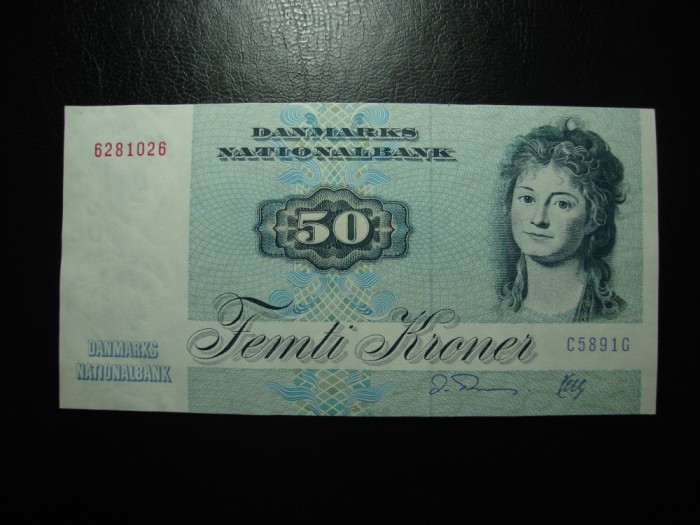 DANMARKS
NATIONALBANK
6281026
50
Femti Kroner
C5891G
DANMARKS
NATIONALBANK